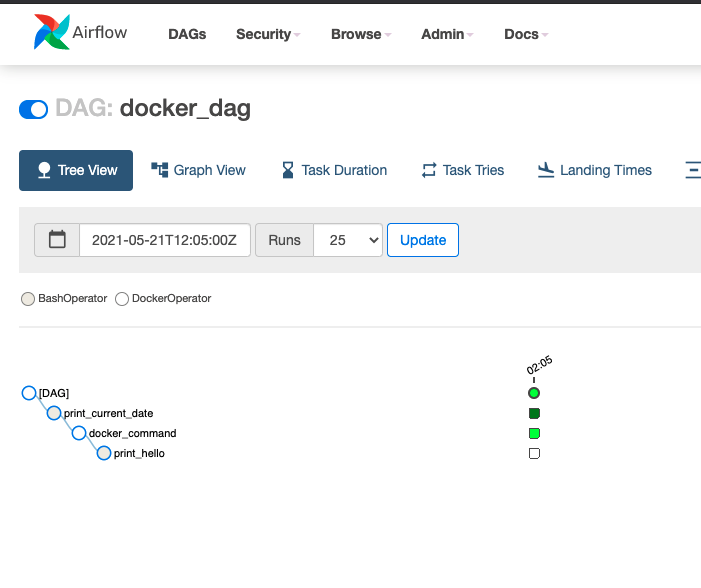 Airflow DAGs Security Browse Admin Docs
DAG: docker_dag
Tree View Graph View Task Duration Task Tries Landing Times
2021-05-21T12:05:00Z Runs 25 Update
BashOperator DockerOperator
02:05
[DAG]
print_current_date
docker_command
print_hello